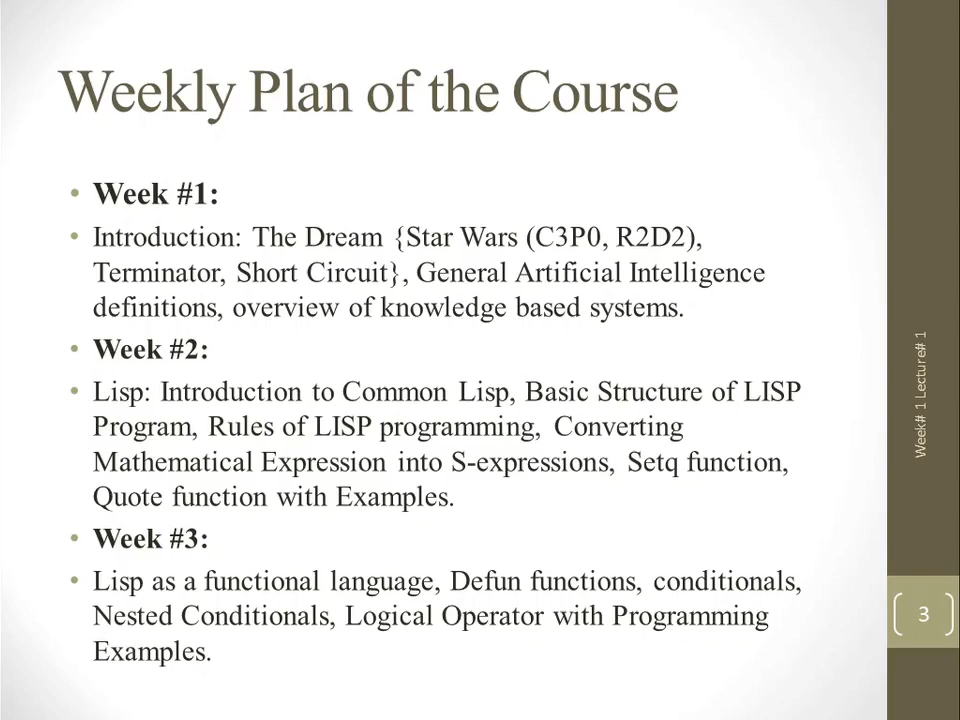 Weekly Plan of the Course
• Week #1:
• Introduction: The Dream {Star Wars (C3P0, R2D2),
Terminator, Short Circuit}, General Artificial Intelligence
definitions, overview of knowledge based systems.
• Week #2:
• Lisp: Introduction to Common Lisp, Basic Structure of LISP
Program, Rules of LISP programming, Converting
Mathematical Expression into S-expressions, Setq function,
Quote function with Examples.
• Week #3:
• Lisp as a functional language, Defun functions, conditionals,
Nested Conditionals, Logical Operator with Programming
Examples.
Week# 1 Lecture# 1
3